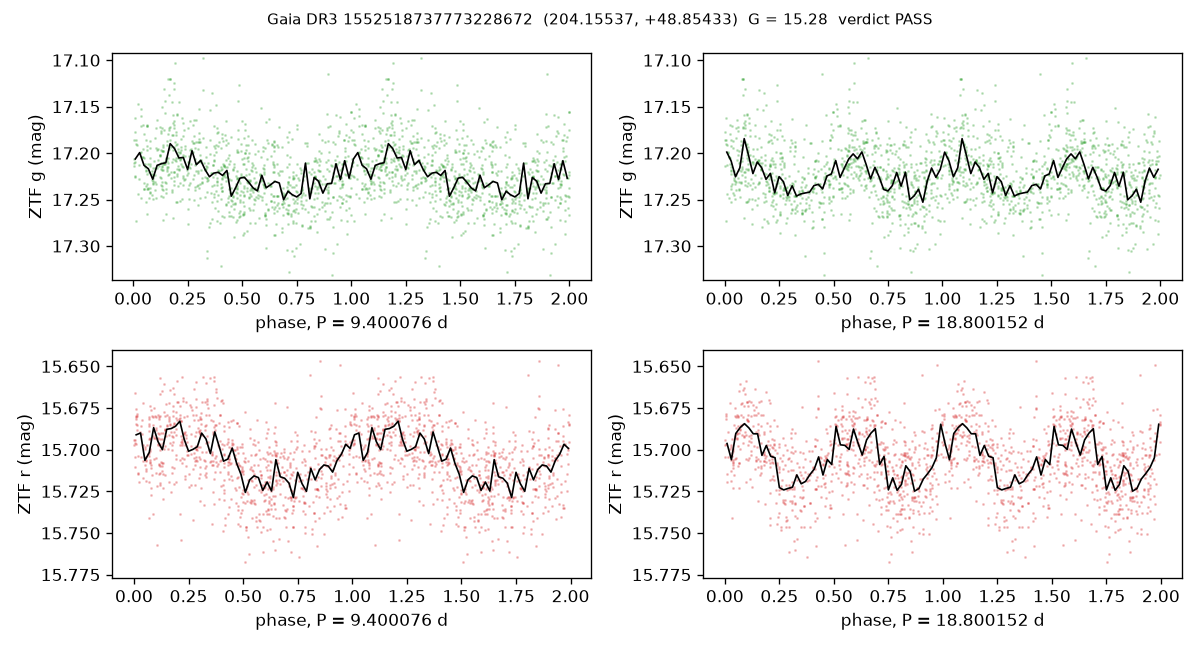 Gaia DR3 1552518737773228672 (204.15537, +48.85433) G = 15.28 verdict PASS
ZTF g (mag)
17.10
17.15
17.20
17.25
17.30
0.00 0.25 0.50 0.75 1.00 1.25 1.50 1.75 2.00
phase, P = 9.400076 d
ZTF g (mag)
17.10
17.15
17.20
17.25
17.30
0.00 0.25 0.50 0.75 1.00 1.25 1.50 1.75 2.00
phase, P = 18.800152 d
ZTF r (mag)
15.650
15.675
15.700
15.725
15.750
15.775
0.00 0.25 0.50 0.75 1.00 1.25 1.50 1.75 2.00
phase, P = 9.400076 d
ZTF r (mag)
15.650
15.675
15.700
15.725
15.750
15.775
0.00 0.25 0.50 0.75 1.00 1.25 1.50 1.75 2.00
phase, P = 18.800152 d